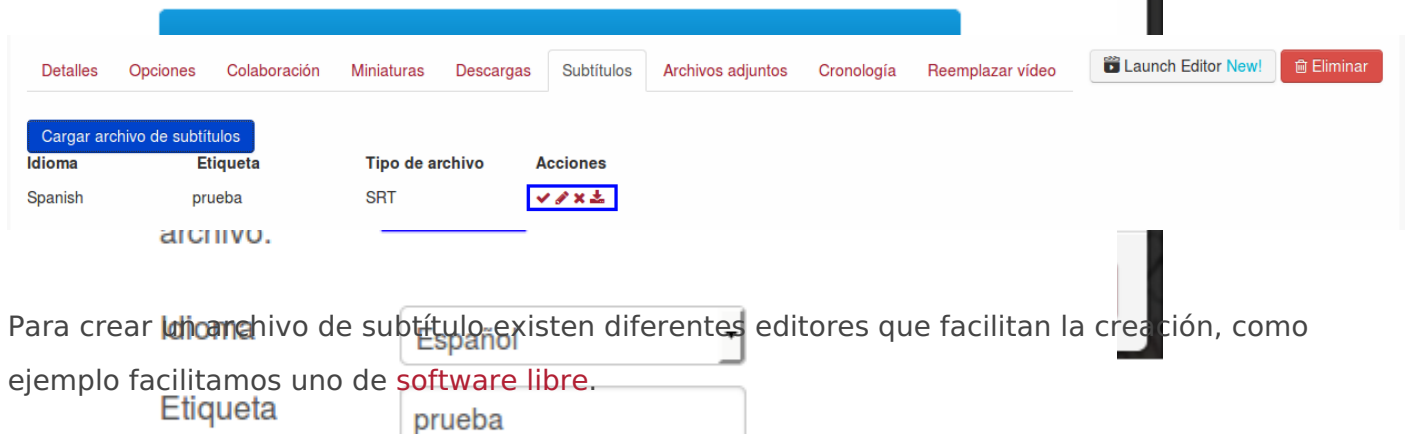 Detalles Opciones Colaboración Miniaturas Descargas Subtítulos Archivos adjuntos Cronología Reemplazar vídeo Launch Editor New! Eliminar
Cargar archivo de subtítulos
Idioma Etiqueta Tipo de archivo Acciones
Spanish prueba SRT
archivo.
Para crear un archivo de subtítulo existen diferentes editores que facilitan la creación, como
Idioma Español
ejemplo facilitamos uno de software libre.
Etiqueta prueba